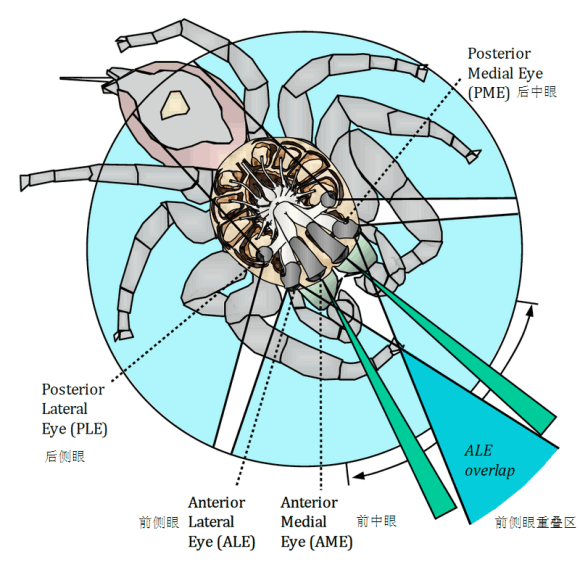 Posterior
Medial Eye
(PME) 后中眼
Posterior
Lateral
Eye (PLE)
后侧眼
ALE
overlap
前侧眼
Anterior
Lateral
Eye (ALE)
Anterior
Medial
Eye (AME)
前中眼
前侧眼重叠区